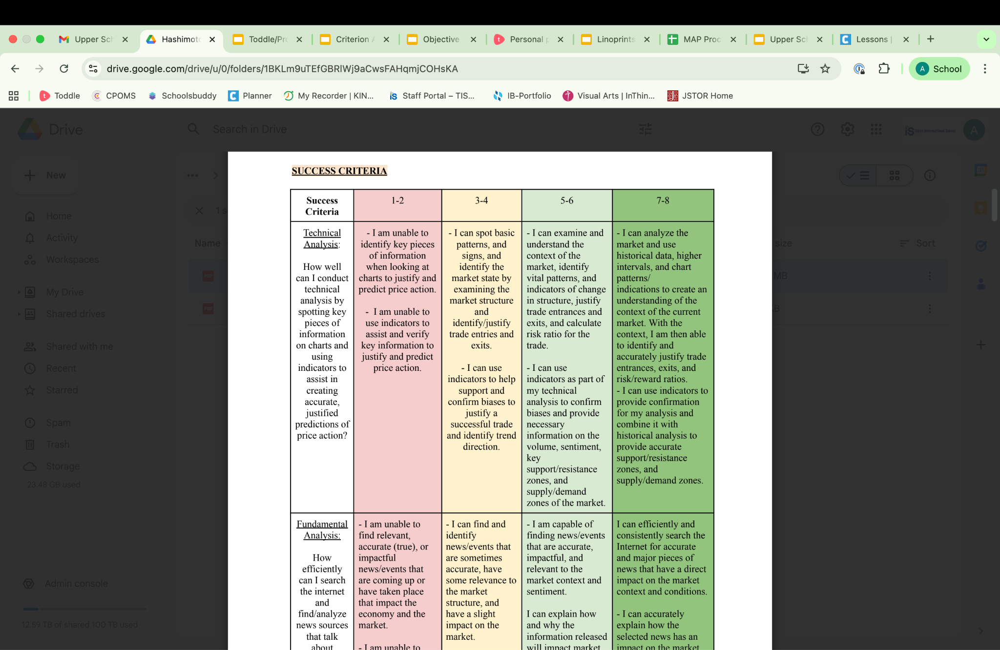 Upper Sch
Hashimoto
Toddle/Pro
Criterion A
Objective
Personal p
Linoprints
MAP Proc
Upper Sch
Lessons |
drive.google.com/drive/u/0/folders/1BKLm9uTEfGBRlWj9aCwsFAHqmjCOHsKA
A School
Toddle
CPOMS
Schoolsbuddy
Planner
My Recorder | KIN...
Staff Portal – TIS...
IB-Portfolio
Visual Arts | InThin...
JSTOR Home
Drive
Search in Drive
iS Tokyo International School
A
New
Home
Activity
Workspaces
My Drive
Shared drives
Shared with me
Recent
Starred
Spam
Trash
Storage
23.48 GB used
Admin console
12.59 TB of shared 100 TB used
1 s
Name
size
Sort
PDF
MB
PDF
KB
31
SUCCESS CRITERIA
Success
Criteria
1-2
3-4
5-6
7-8
Technical
Analysis:
How well
can I conduct
technical
analysis by
spotting key
pieces of
information
on charts and
using
indicators to
assist in
creating
accurate,
justified
predictions of
price action?
- I am unable to
identify key pieces
of information
when looking at
charts to justify and
predict price action.
- I am unable to
use indicators to
assist and verify
key information to
justify and predict
price action.
- I can spot basic
patterns, and
signs, and
identify the
market state by
examining the
market structure
and
identify/justify
trade entries and
exits.
- I can use
indicators to help
support and
confirm biases to
justify a
successful trade
and identify trend
direction.
- I can examine and
understand the
context of the
market, identify
vital patterns, and
indicators of change
in structure, justify
trade entrances and
exits, and calculate
risk ratio for the
trade.
- I can use
indicators as part of
my technical
analysis to confirm
biases and provide
necessary
information on the
volume, sentiment,
key
support/resistance
zones, and
supply/demand
zones of the market.
- I can analyze the
market and use
historical data, higher
intervals, and chart
patterns/
indications to create an
understanding of the
context of the current
market. With the
context, I am then able
to identify and
accurately justify trade
entrances, exits, and
risk/reward ratios.
- I can use indicators to
provide confirmation
for my analysis and
combine it with
historical analysis to
provide accurate
support/resistance
zones, and
supply/demand zones.
Fundamental
Analysis:
How
efficiently
can I search
the internet
and
find/analyze
news sources
that talk
about
- I am unable to
find relevant,
accurate (true), or
impactful
news/events that
are coming up or
have taken place
that impact the
economy and the
market.
- I am unable to
- I can find and
identify
news/events that
are sometimes
accurate, have
some relevance to
the market
structure, and
have a slight
impact on the
market.
- I am capable of
finding news/events
that are accurate,
impactful, and
relevant to the
market context and
sentiment.
I can explain how
and why the
information released
will impact market
I can efficiently and
consistently search the
Internet for accurate
and major pieces of
news that have a direct
impact on the market
context and conditions.
- I can accurately
explain how the
selected news has an
impact on the market